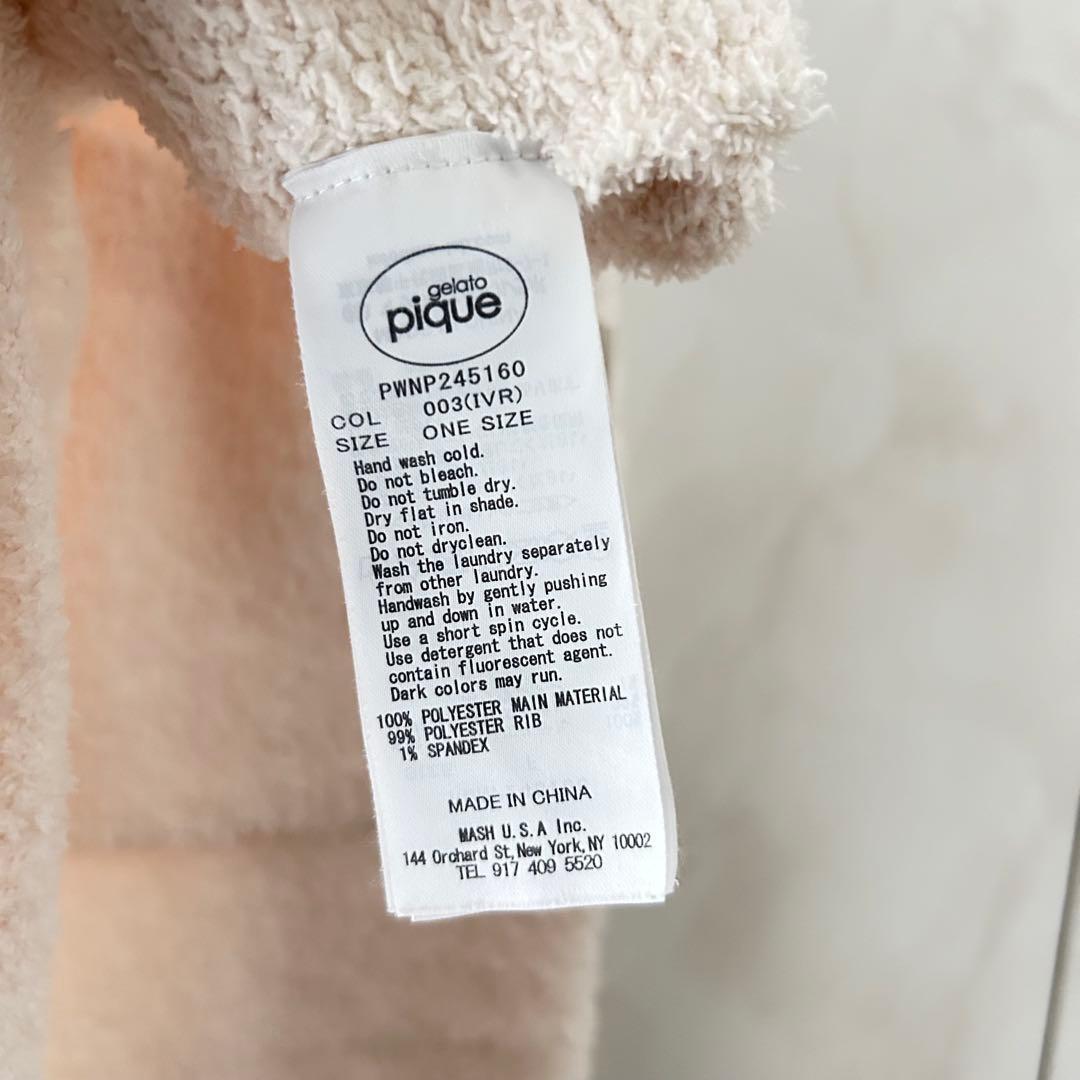 gelato
pique
PWNP245160
COL 003(IVR)
SIZE ONE SIZE
Hand wash cold.
Do not bleach.
Do not tumble dry.
Dry flat in shade.
Do not iron.
Do not dryclean.
Wash the laundry separately
from other laundry.
Handwash by gently pushing
up and down in water.
Use a short spin cycle.
Use detergent that does not
contain fluorescent agent.
Dark colors may run.
100% POLYESTER MAIN MATERIAL
99% POLYESTER RIB
1% SPANDEX
MADE IN CHINA
MASH U.S.A Inc.
144 Orchard St,New York,NY 10002
TEL 917 409 5520